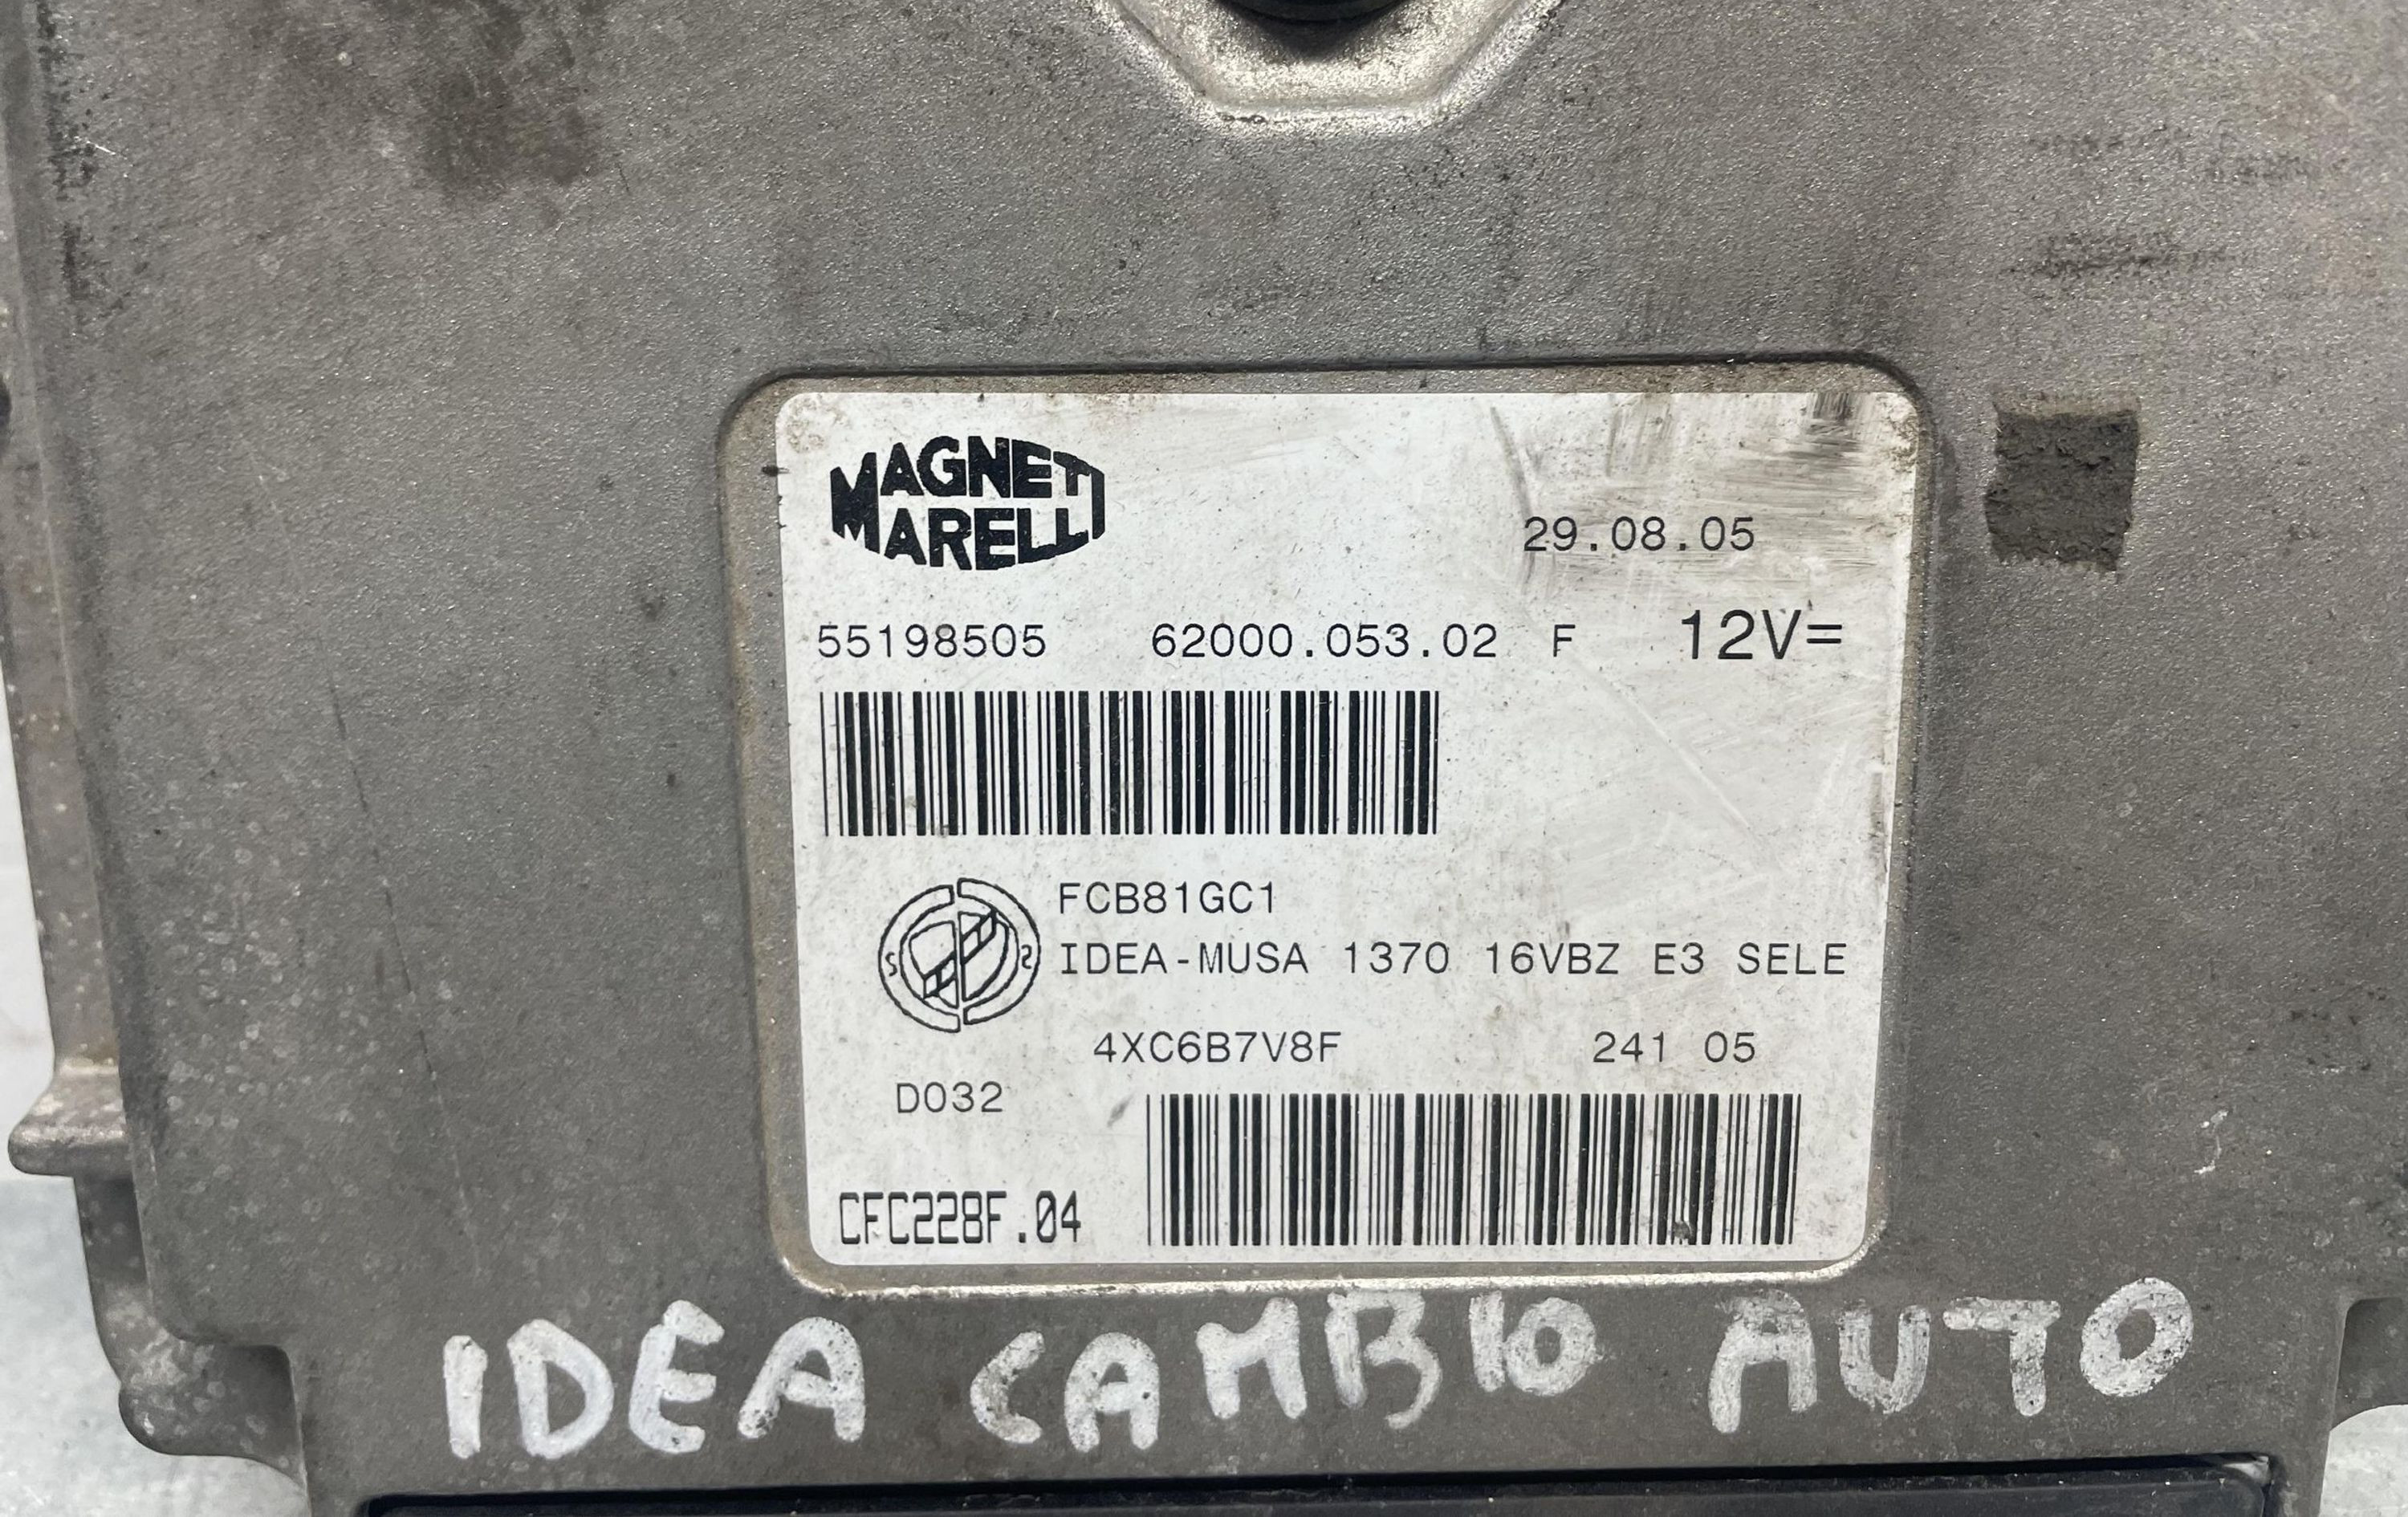 MAGNETI
MARELLI
29.08.05
55198505 62000.053.02 F 12V=
FCB81GC1
IDEA-MUSA 1370 16VBZ E3 SELE
4XC6B7V8F 241 05
D032
CFC228F.04
IDEA CAMBIO AUTO